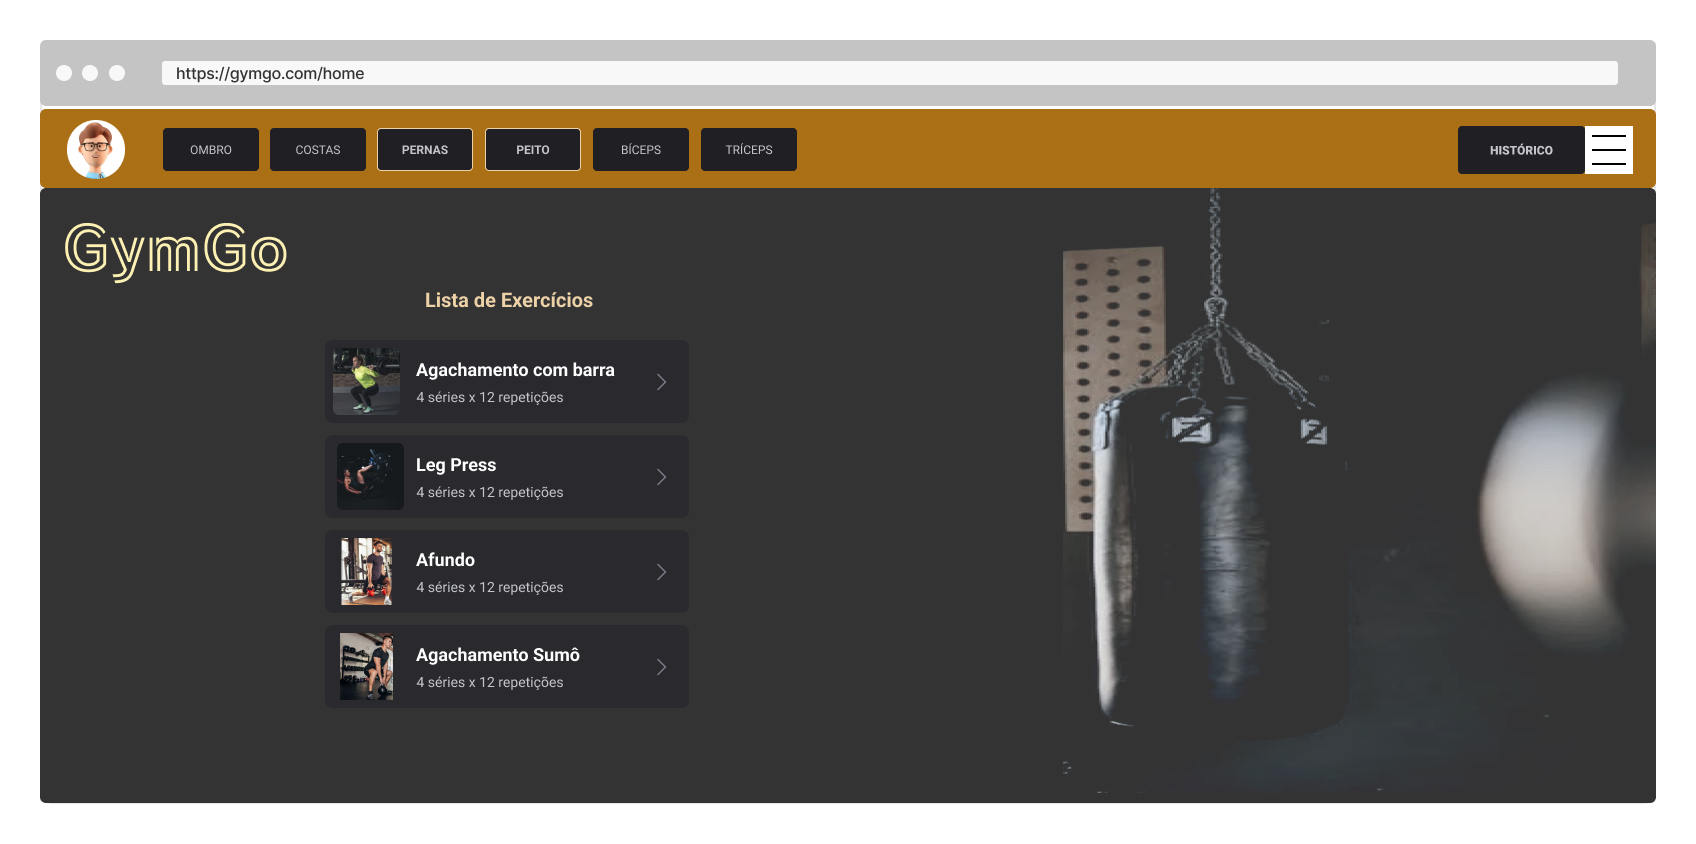 https://gymgo.com/home
OMBRO COSTAS PERNAS PEITO BÍCEPS TRÍCEPS HISTÓRICO
GymGo
Lista de Exercícios
Agachamento com barra
4 séries x 12 repetições
Leg Press
4 séries x 12 repetições
Afundo
4 séries x 12 repetições
Agachamento Sumô
4 séries x 12 repetições